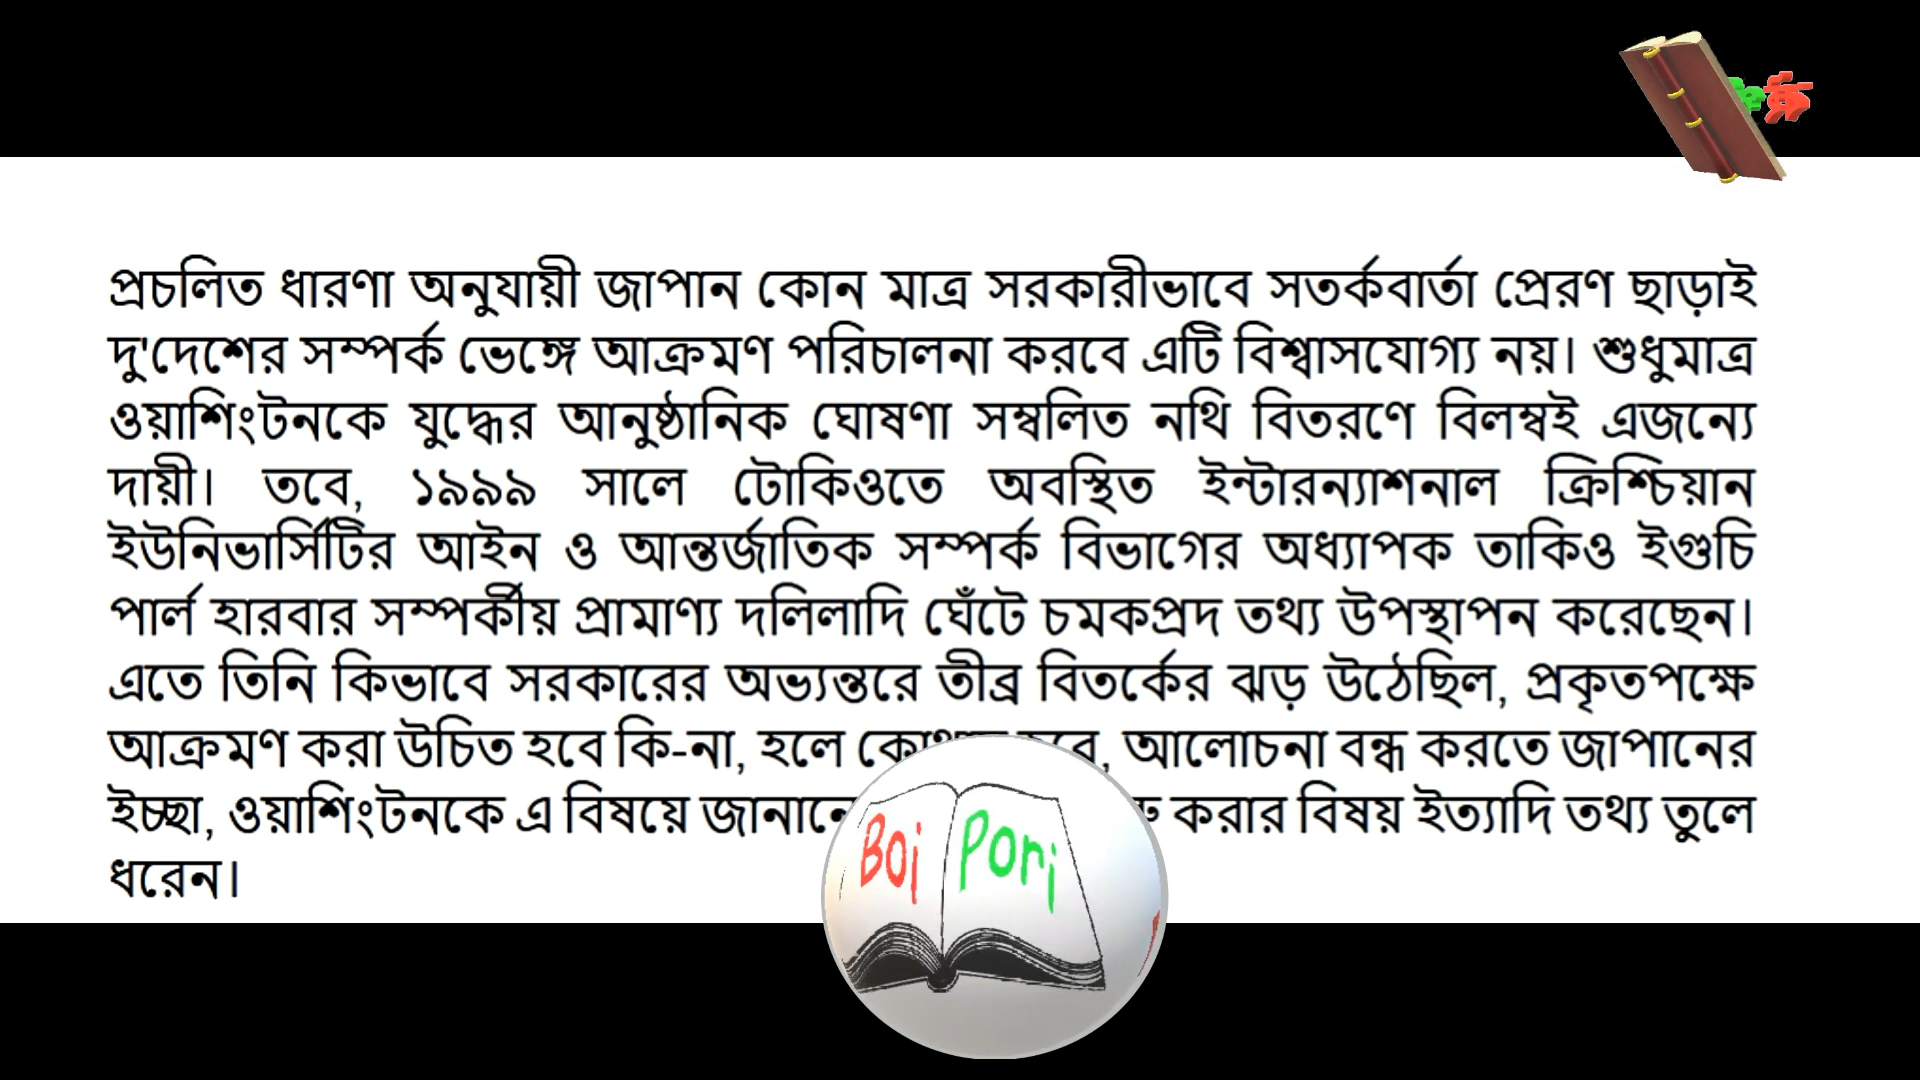 প্রচলিত ধারণা অনুযায়ী জাপান কোন মাত্র সরকারীভাবে সতর্কবার্তা প্রেরণ ছাড়াই
দু'দেশের সম্পর্ক ভেঙ্গে আক্রমণ পরিচালনা করবে এটি বিশ্বাসযোগ্য নয়। শুধুমাত্র
ওয়াশিংটনকে যুদ্ধের আনুষ্ঠানিক ঘোষণা সম্বলিত নথি বিতরণে বিলম্বই এজন্যে
দায়ী। তবে, ১৯৯৯ সালে টোকিওতে অবস্থিত ইন্টারন্যাশনাল ক্রিশ্চিয়ান
ইউনিভার্সিটির আইন ও আন্তর্জাতিক সম্পর্ক বিভাগের অধ্যাপক তাকিও ইগুচি
পার্ল হারবার সম্পর্কীয় প্রামাণ্য দলিলাদি ঘেঁটে চমকপ্রদ তথ্য উপস্থাপন করেছেন।
এতে তিনি কিভাবে সরকারের অভ্যন্তরে তীব্র বিতর্কের ঝড় উঠেছিল, প্রকৃতপক্ষে
আক্রমণ করা উচিত হবে কি-না, হলে আলোচনা বন্ধ করতে জাপানের
ইচ্ছা, ওয়াশিংটনকে এ বিষয়ে করার বিষয় ইত্যাদি তথ্য তুলে
ধরেন।
Boi Pori